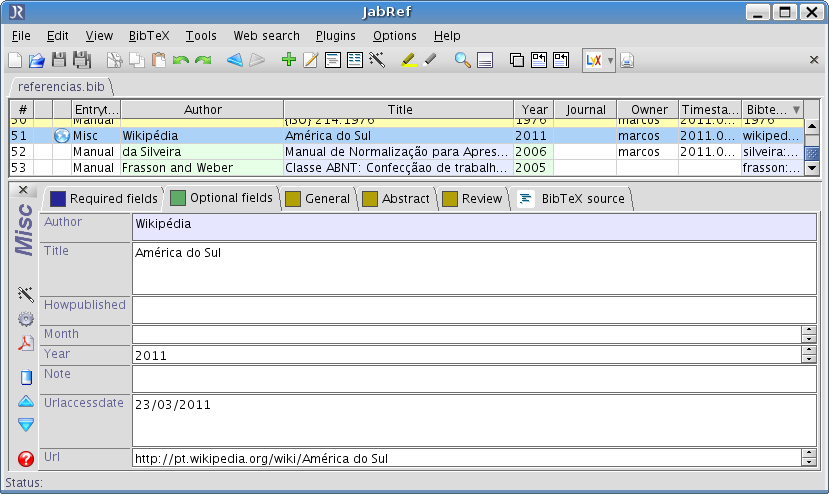 JabRef
File Edit View BibTeX Tools Web search Plugins Options Help
referencias.bib
# Entryt... Author Title Year Journal Owner Timesta... Bibte...
50 Manual (ISO) 214:1976 1976 marcos 2011.0... 1976
51 Misc Wikipédia América do Sul 2011 marcos 2011.0... wikiped...
52 Manual da Silveira Manual de Normalização para Apres... 2006 marcos 2011.0... silveira:...
53 Manual Frasson and Weber Classe ABNT: Confecçãao de trabalh... 2005 frasson:...
Required fields Optional fields General Abstract Review BibTeX source
Misc
Author Wikipédia
Title América do Sul
Howpublished
Month
Year 2011
Note
Urlaccessdate 23/03/2011
Url http://pt.wikipedia.org/wiki/América do Sul
Status: